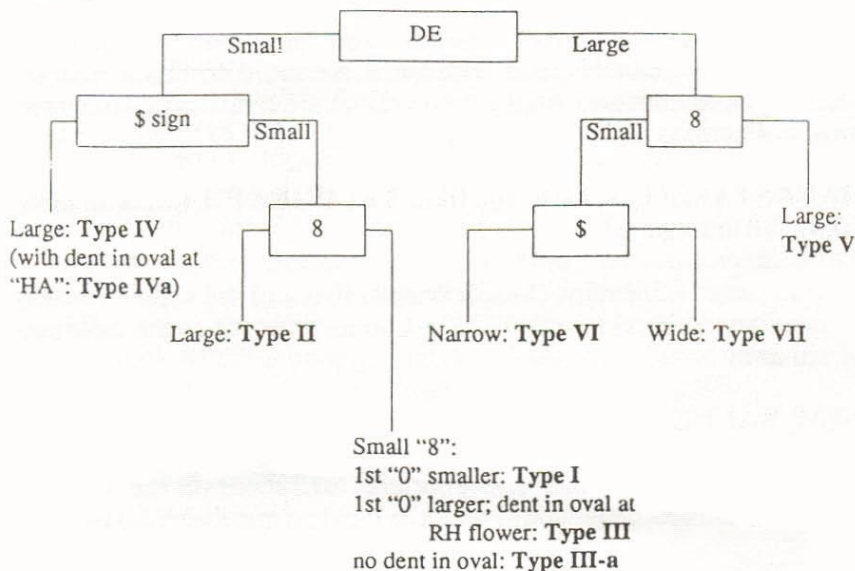 DE
Smal! Large
$ sign 8
Small Small
Large: Type IV
(with dent in oval at
“HA”: Type IVa)
8 $
Large:
Type V
Large: Type II Narrow: Type VI Wide: Type VII
Small “8”:
1st “0” smaller: Type I
1st “0” larger; dent in oval at
RH flower: Type III
no dent in oval: Type III-a